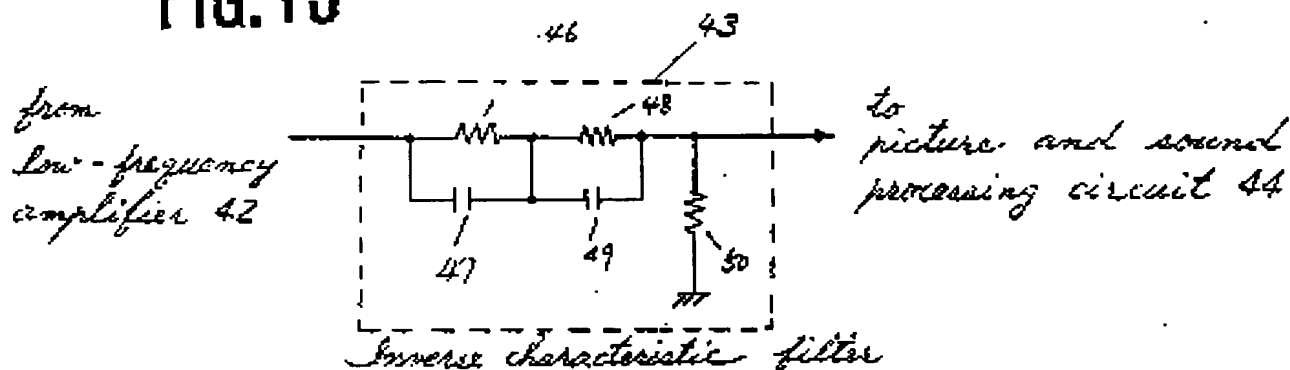 FIG.
46
43
from
low-frequency
amplifier 42
48
to
picture and sound
processing circuit 44
47
49
50
Inverse characteristic filter